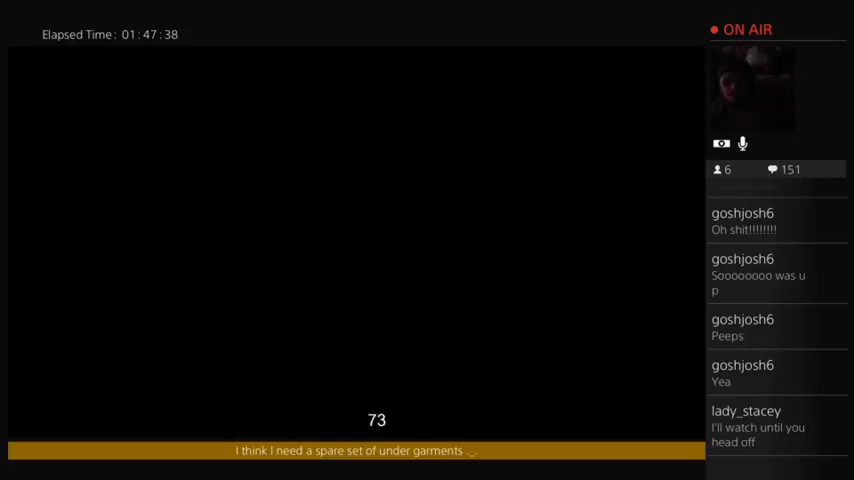 Elapsed Time: 01:47:38
ON AIR
6 151
goshjosh6
Oh shit!!!!!!!!
goshjosh6
Soooooooo was u
p
goshjosh6
Peeps
goshjosh6
Yea
lady_stacey
I'll watch until you
head off
73
I think I need a spare set of under garments ._.